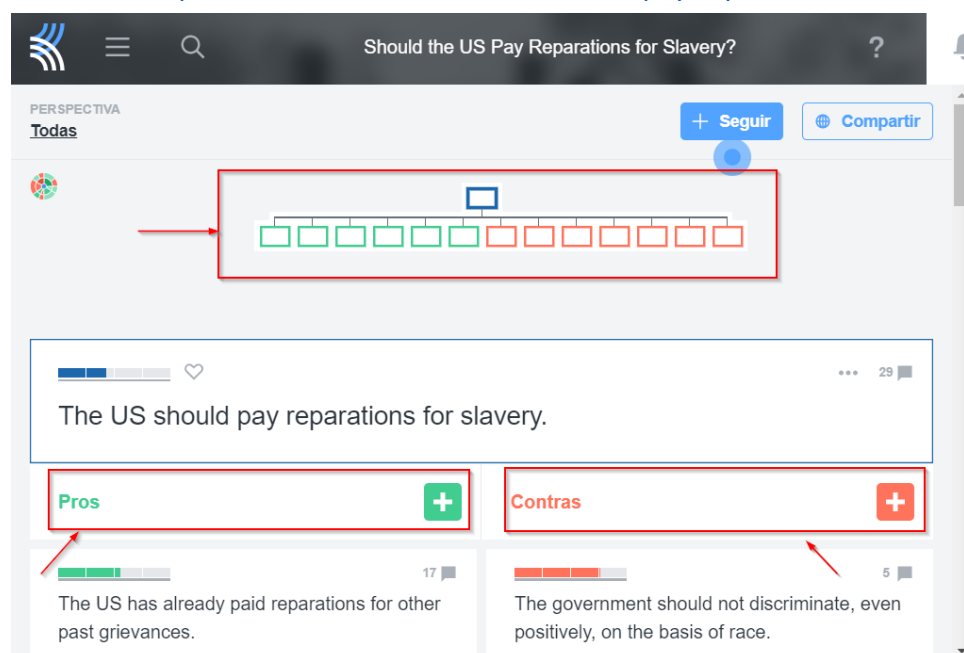 Should the US Pay Reparations for Slavery?
?
PERSPECTIVA
Todas
+ Seguir
Compartir
29
The US should pay reparations for slavery.
Pros
+
Contras
+
17
The US has already paid reparations for other
past grievances.
5
The government should not discriminate, even
positively, on the basis of race.